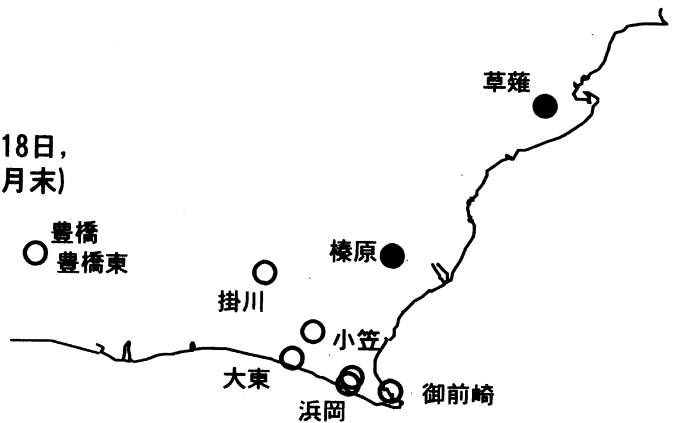 草薙
18日,
月末)
豊橋
豊橋東
榛原
掛川
小笠
大東
浜岡
御前崎